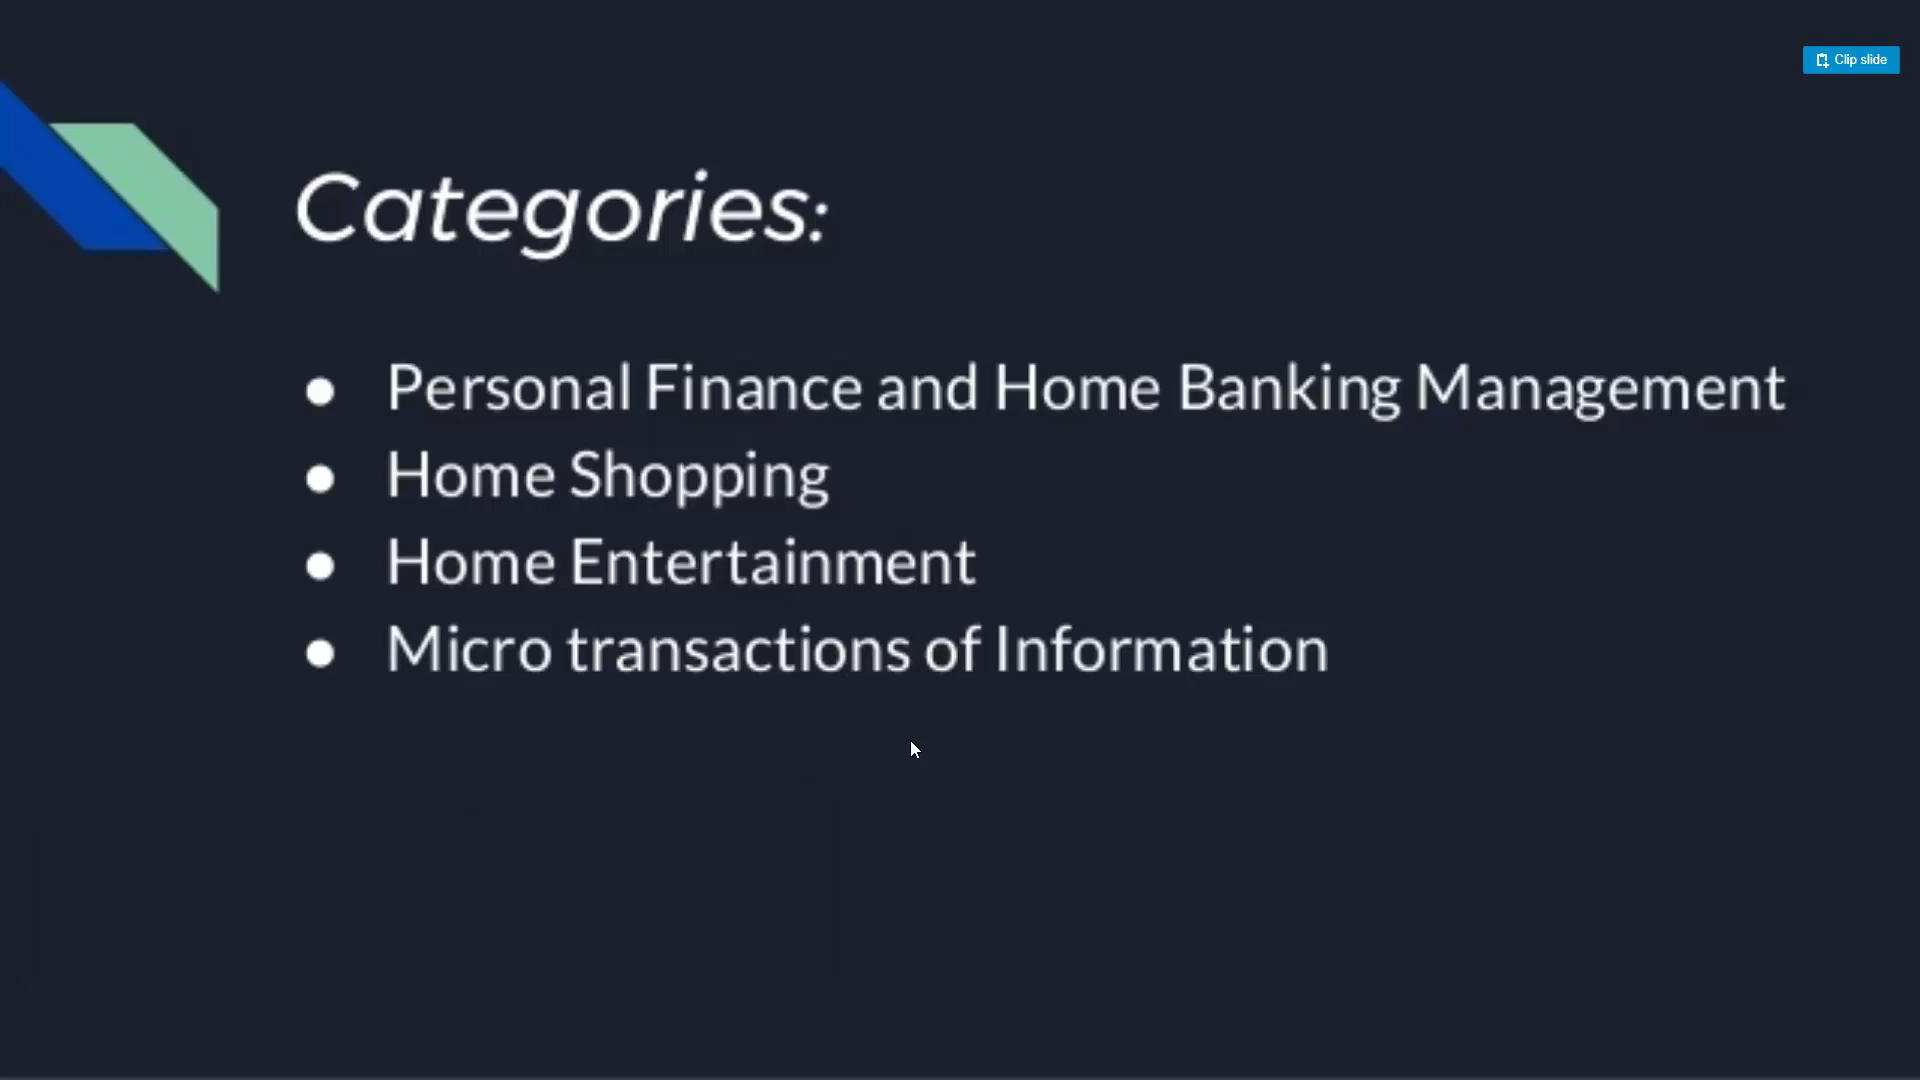 Clip slide
Categories:
● Personal Finance and Home Banking Management
● Home Shopping
● Home Entertainment
● Micro transactions of Information